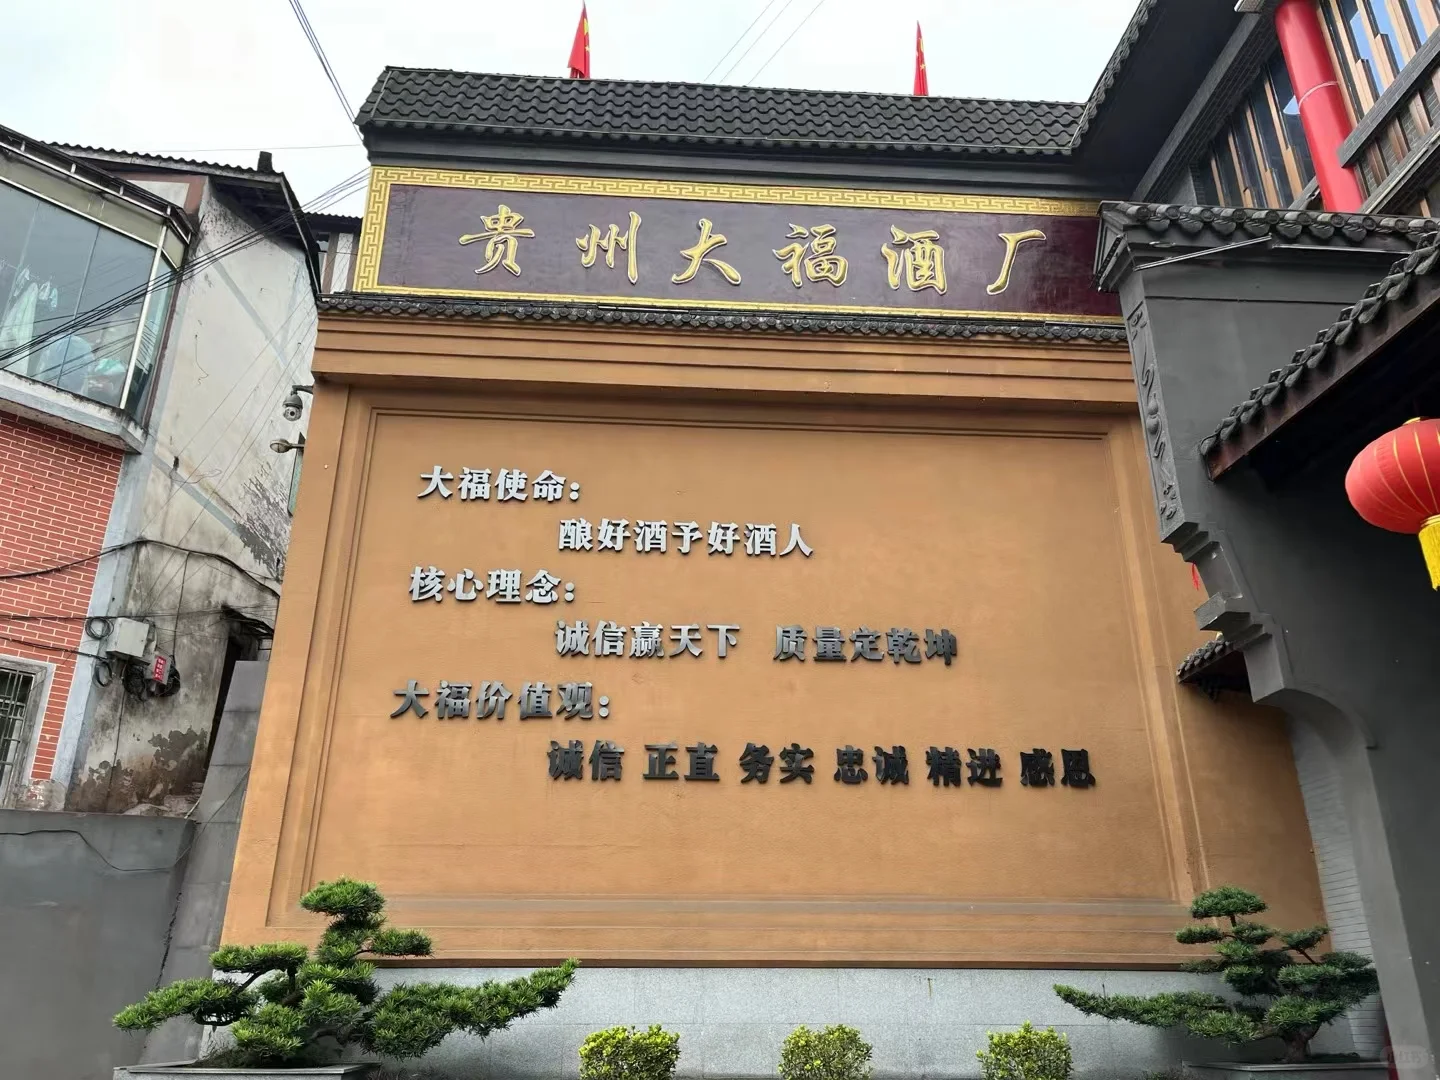 贵州大福酒厂
大福使命：
酿好酒予好酒人
核心理念：
诚信赢天下 质量定乾坤
大福价值观：
诚信 正直 务实 忠诚 精进 感恩